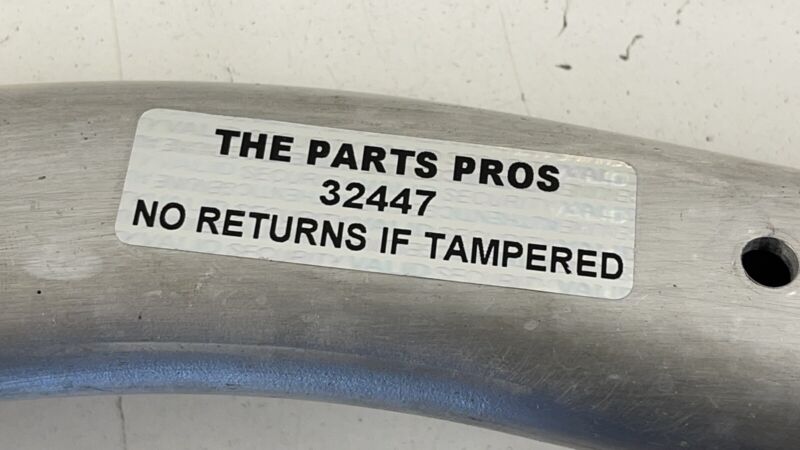 THE PARTS PROS
32447
NO RETURNS IF TAMPERED